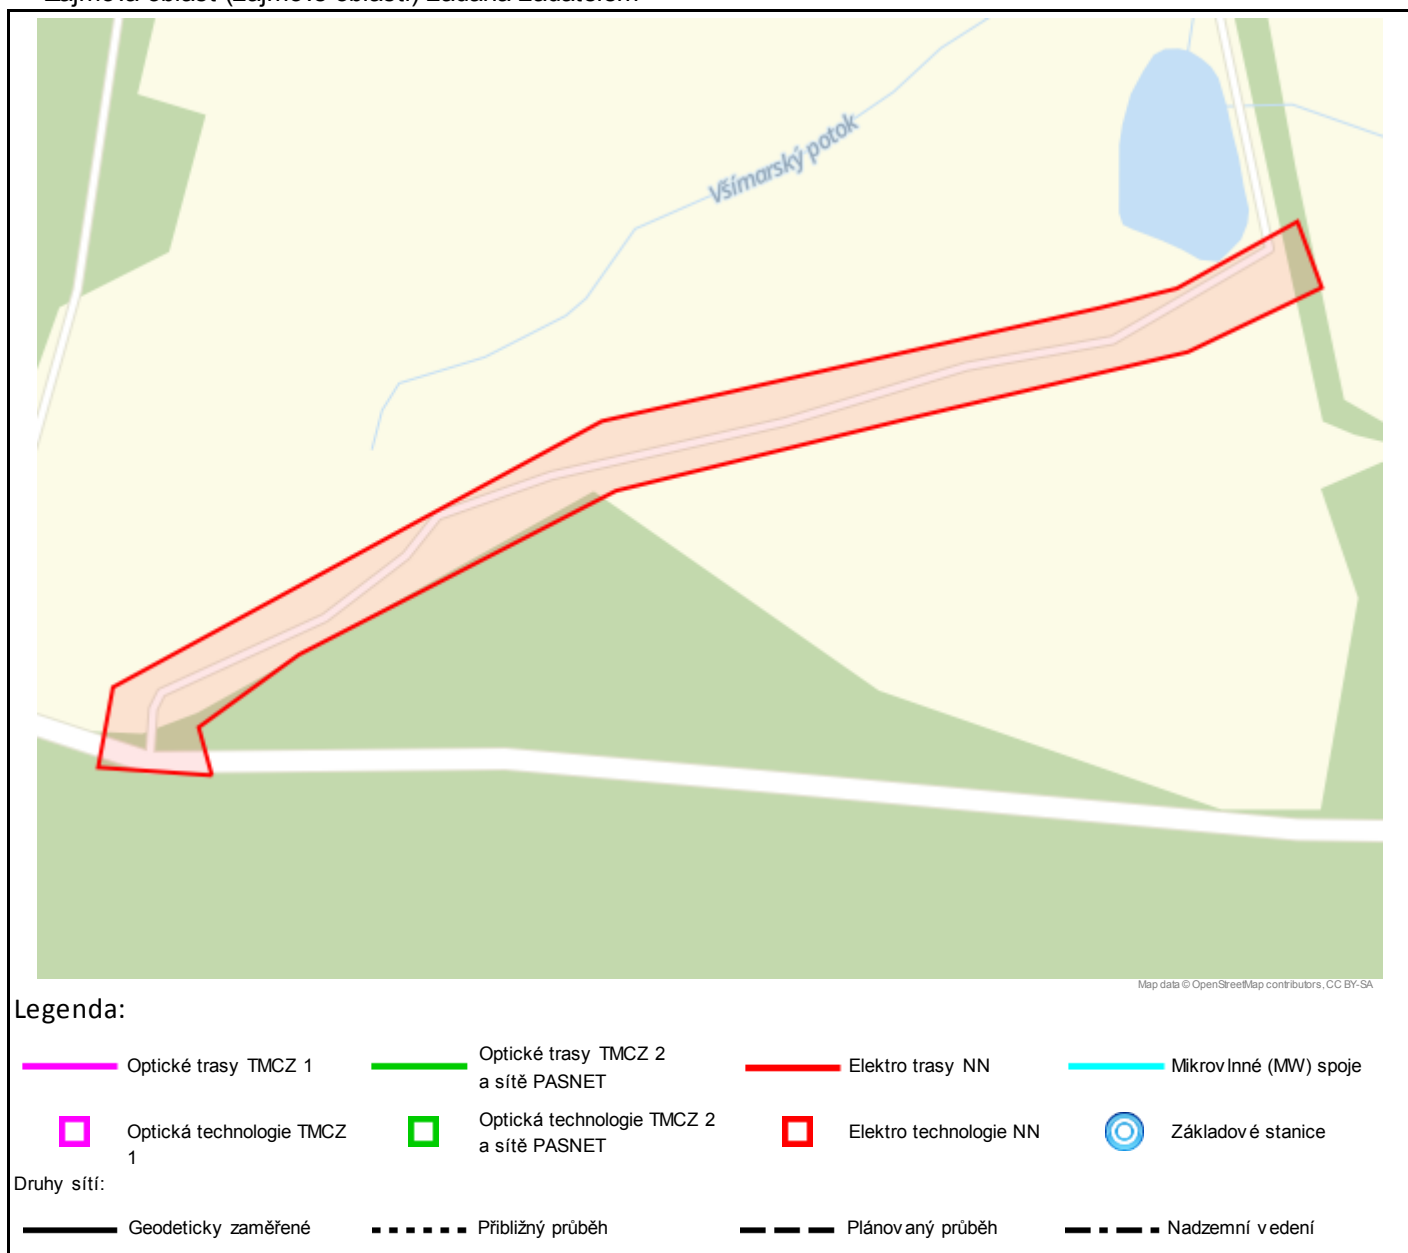 Všímarský potok
Map data © OpenStreetMap contributors, CC BY-SA
Legenda:
Optické trasy TMCZ 1
Optické trasy TMCZ 2
a sítě PASNET
Elektro trasy NN
Mikrovlnné (MW) spoje
Optická technologie TMCZ
1
Optická technologie TMCZ 2
a sítě PASNET
Elektro technologie NN
Základové stanice
Druhy sítí:
Geodeticky zaměřené
Přibližný průběh
Plánovaný průběh
Nadzemní vedení